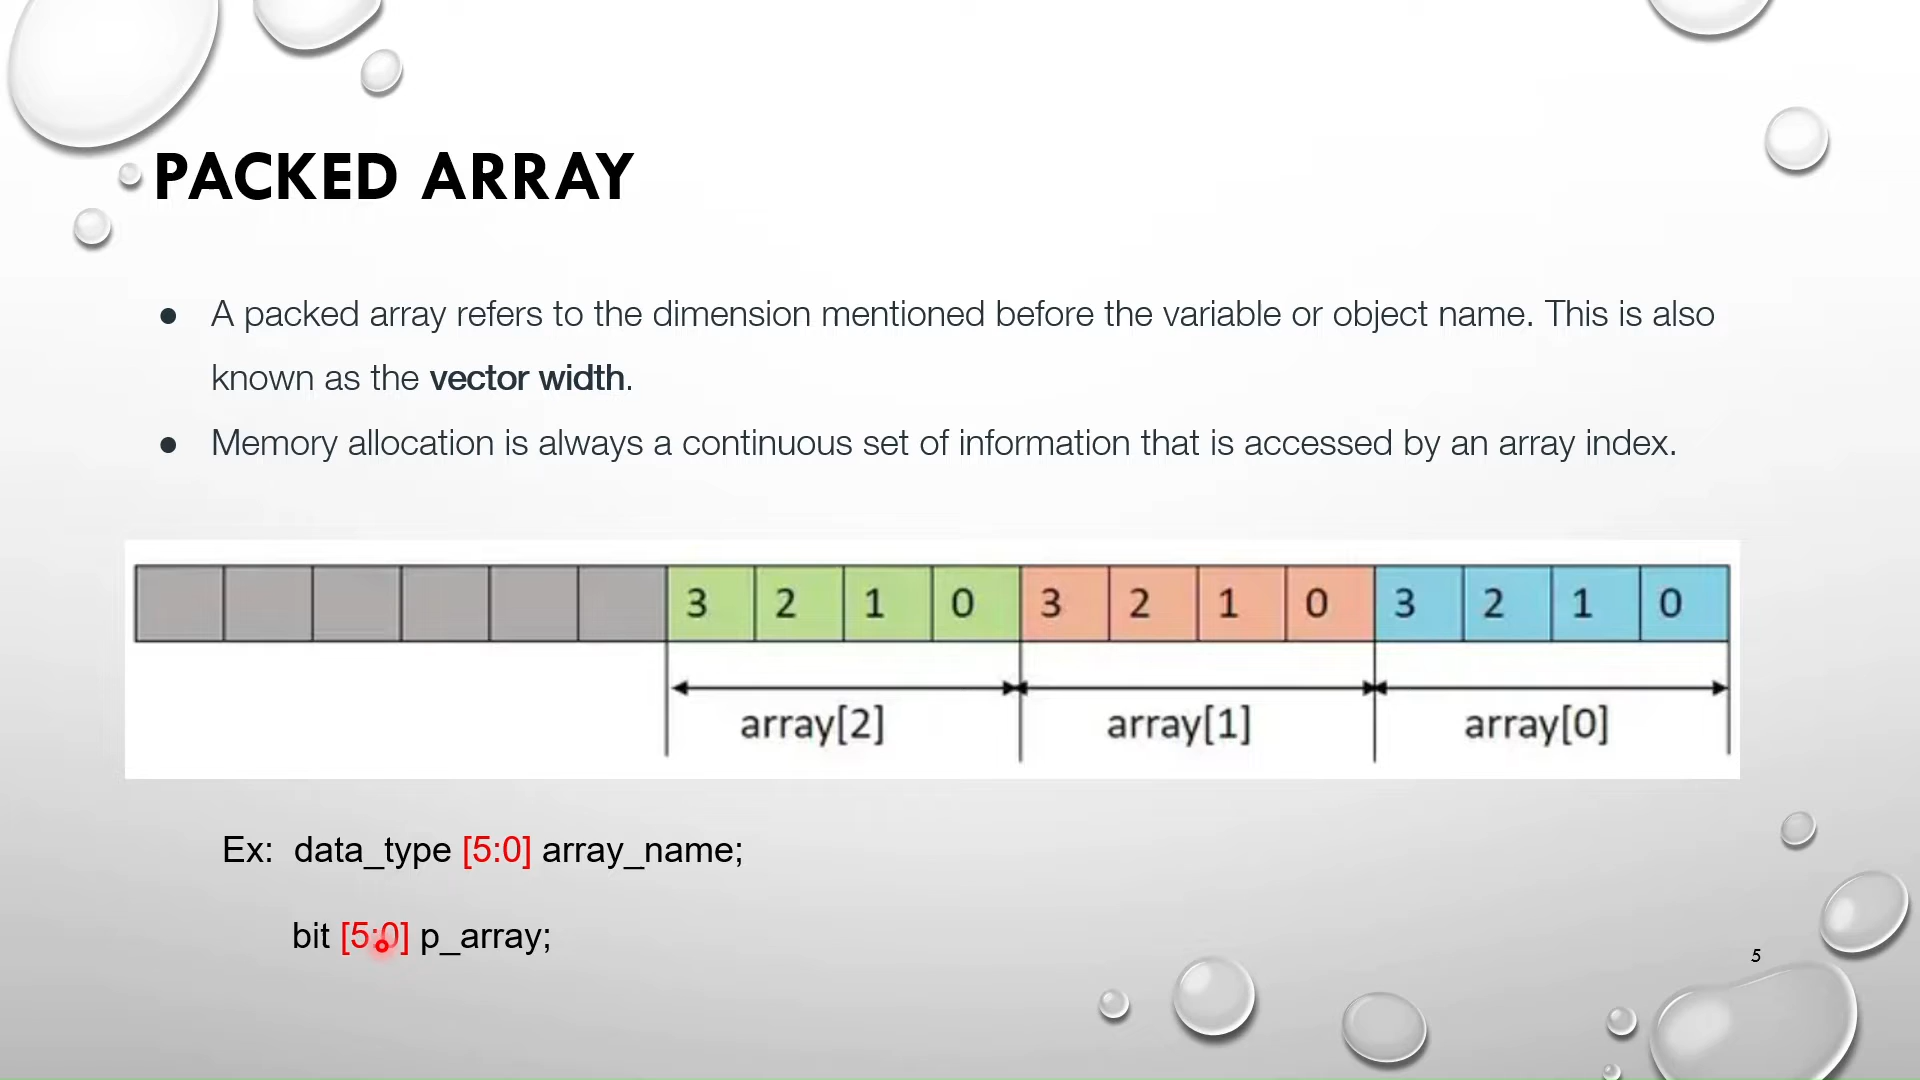 PACKED ARRAY
● A packed array refers to the dimension mentioned before the variable or object name. This is also
known as the vector width.
● Memory allocation is always a continuous set of information that is accessed by an array index.
3 2 1 0 3 2 1 0 3 2 1 0
array[2] array[1] array[0]
Ex: data_type [5:0] array_name;
bit [5:0] p_array;
5